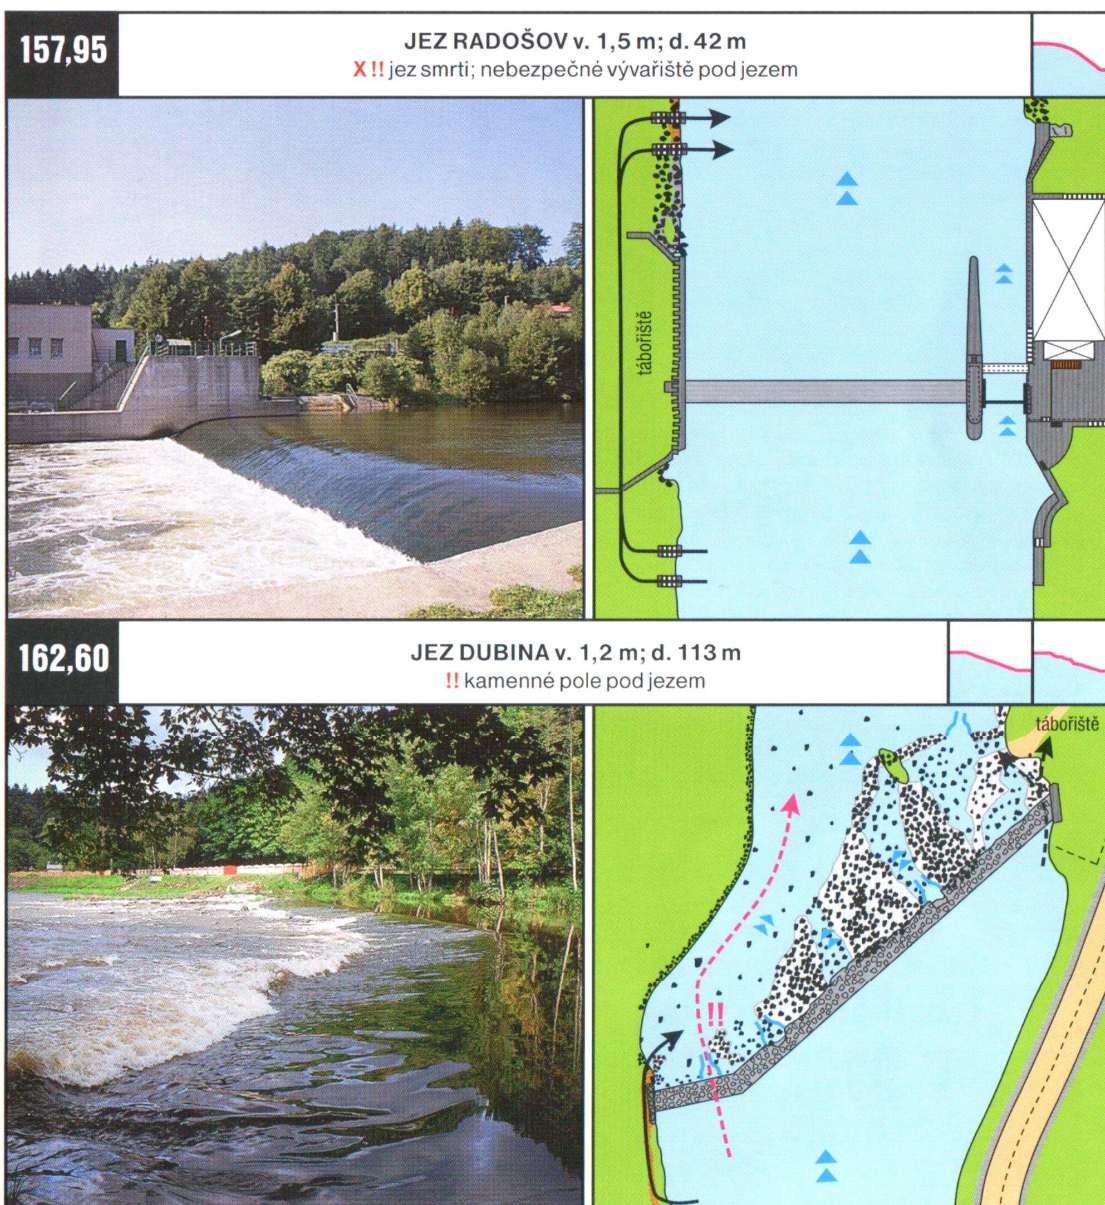 157,95
JEZ RADOŠOV v. 1,5 m; d. 42 m
X !! jez smrti; nebezpečné vývařiště pod jezem
tábořiště
162,60
JEZ DUBINA v. 1,2 m; d. 113 m
!! kamenné pole pod jezem
tábořiště
!!